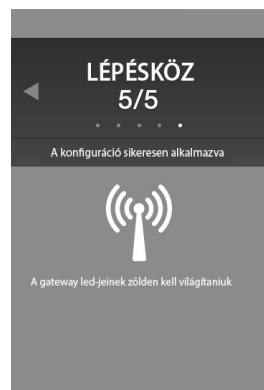 LÉPÉSKÖZ
5/5
A konfiguráció sikeresen alkalmazva
A gateway led-jeinek zölden kell világítaniuk